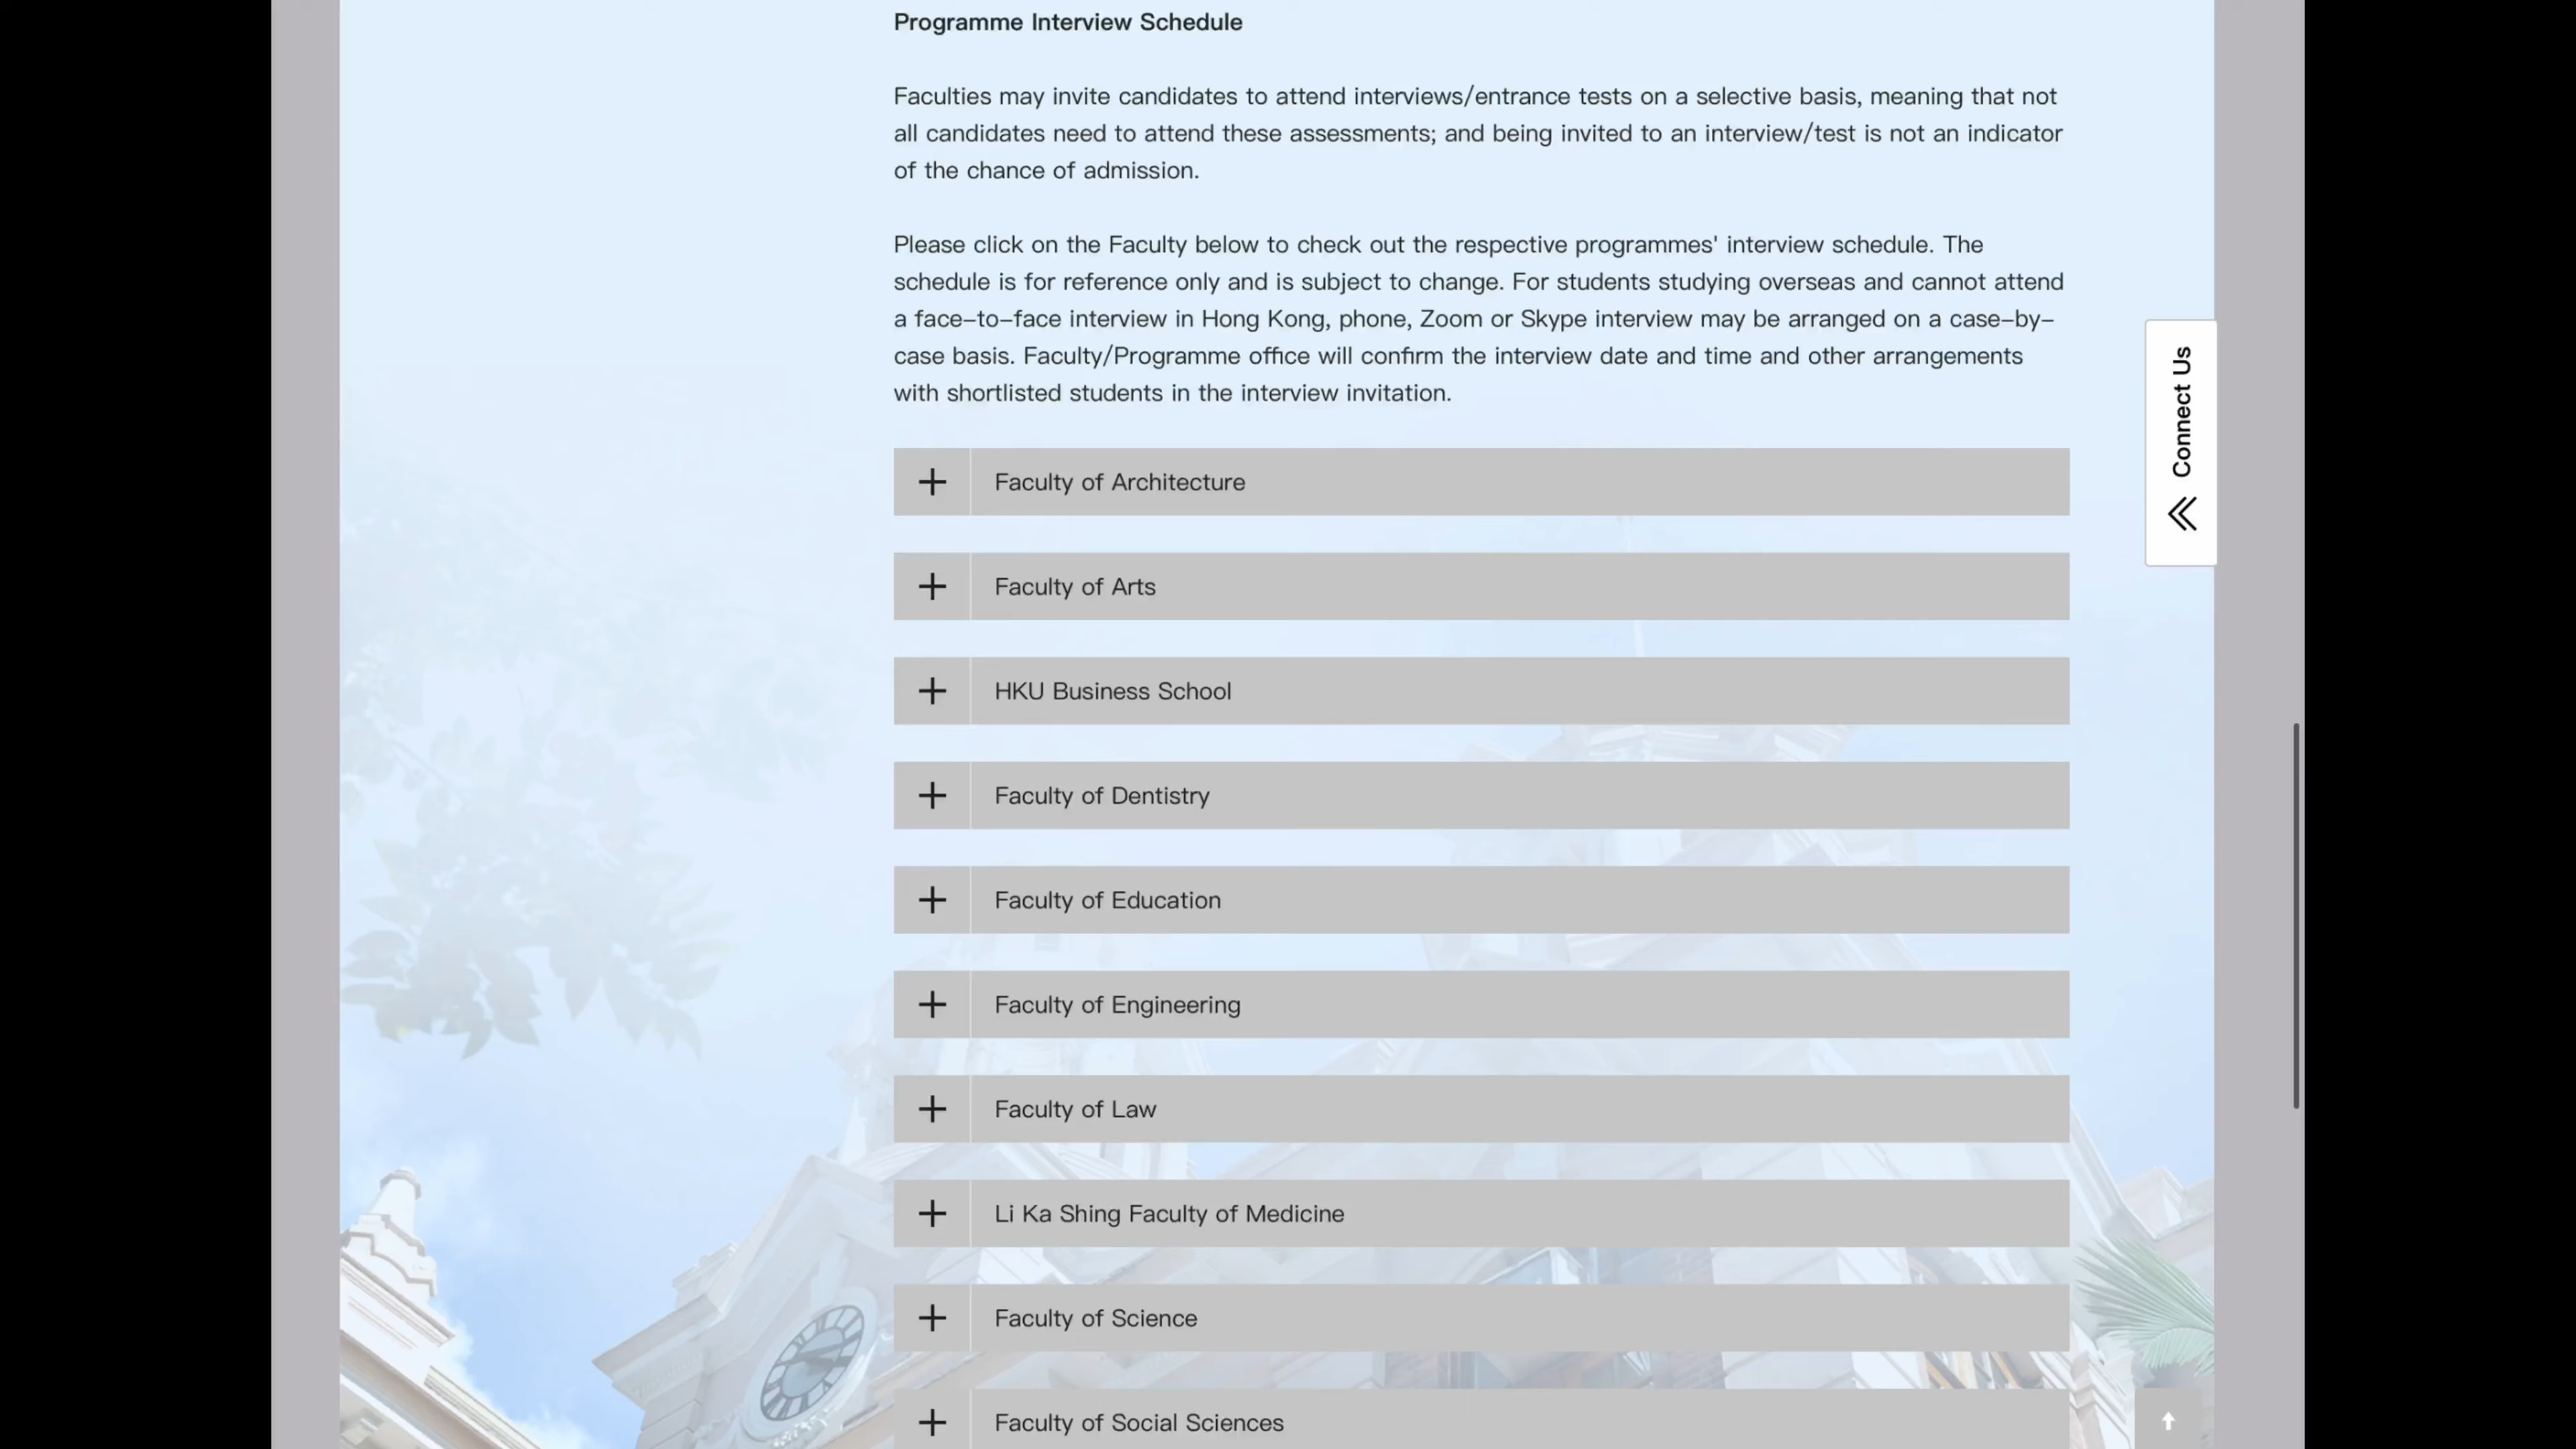 Programme Interview Schedule
Faculties may invite candidates to attend interviews/entrance tests on a selective basis, meaning that not
all candidates need to attend these assessments; and being invited to an interview/test is not an indicator
of the chance of admission.
Please click on the Faculty below to check out the respective programmes' interview schedule. The
schedule is for reference only and is subject to change. For students studying overseas and cannot attend
a face-to-face interview in Hong Kong, phone, Zoom or Skype interview may be arranged on a case-by-
case basis. Faculty/Programme office will confirm the interview date and time and other arrangements
with shortlisted students in the interview invitation.
Connect Us
Faculty of Architecture
Faculty of Arts
HKU Business School
Faculty of Dentistry
Faculty of Education
Faculty of Engineering
Faculty of Law
Li Ka Shing Faculty of Medicine
Faculty of Science
Faculty of Social Sciences